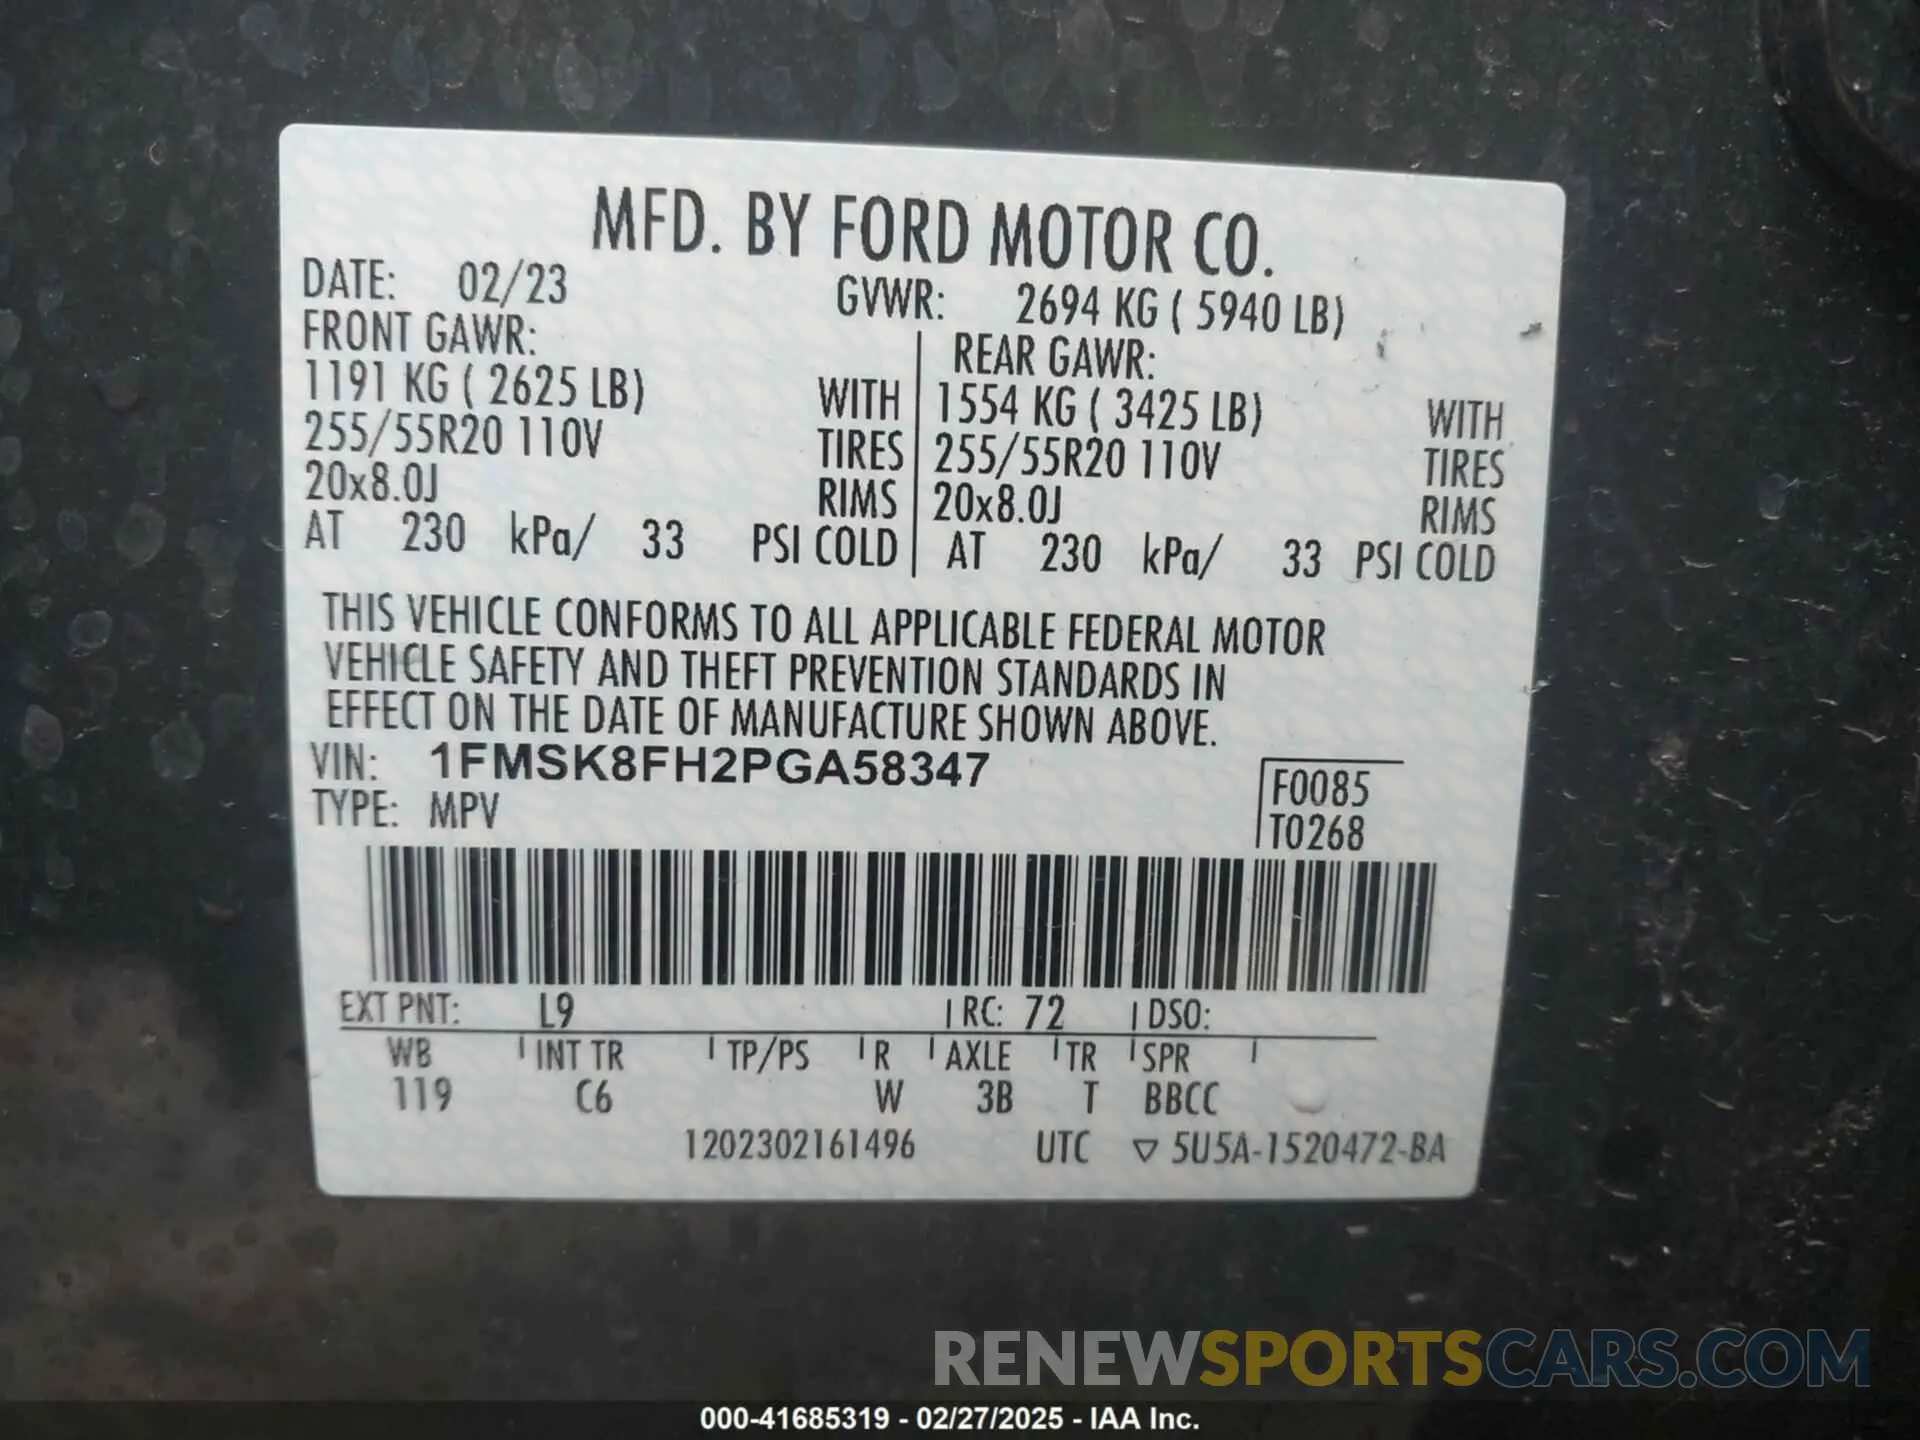 MFD. BY FORD MOTOR CO.
DATE: 02/23 GVWR: 2694 KG ( 5940 LB)
FRONT GAWR: REAR GAWR:
1191 KG ( 2625 LB) WITH 1554 KG ( 3425 LB) WITH
255/55R20 110V TIRES 255/55R20 110V TIRES
20x8.0J RIMS 20x8.0J RIMS
AT 230 kPa/ 33 PSI COLD AT 230 kPa/ 33 PSI COLD
THIS VEHICLE CONFORMS TO ALL APPLICABLE FEDERAL MOTOR
VEHICLE SAFETY AND THEFT PREVENTION STANDARDS IN
EFFECT ON THE DATE OF MANUFACTURE SHOWN ABOVE.
VIN: 1FMSK8FH2PGA58347 F0085
TYPE: MPV T0268
EXT PNT: L9 RC: 72 DSO:
WB INT TR TP/PS R AXLE TR SPR
119 C6 W 3B T BBCC
1202302161496 UTC ▽ 5U5A-1520472-BA
RENEWSPORTSCARS.COM
000-41685319 - 02/27/2025 - IAA Inc.